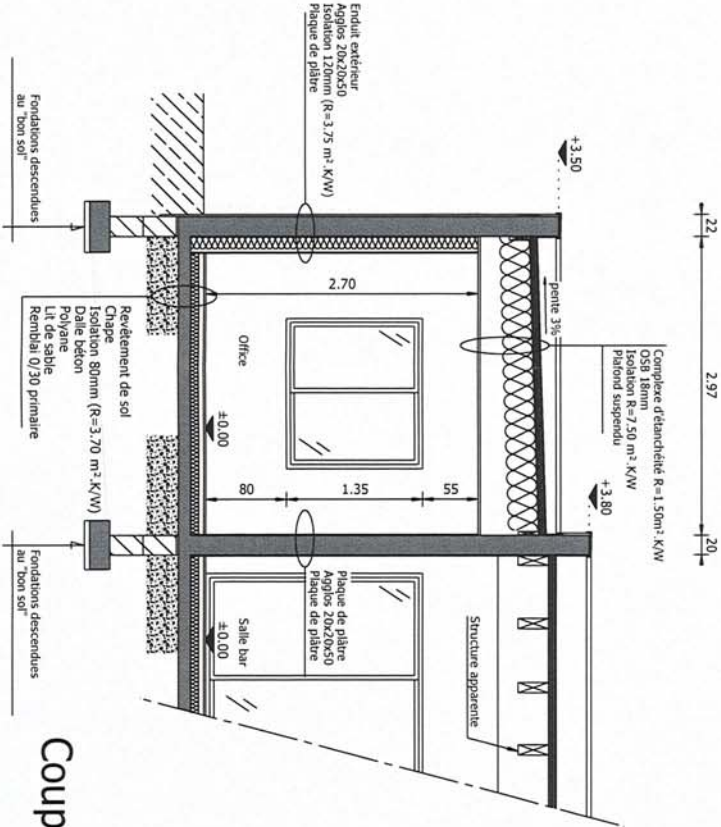 22
2.97
20
+3.50
+3.80
pente 3%
Complexe d'étanchéité R=1.50m².K/W
OSB 18mm
Isolation R=7.50 m².K/W
Plafond suspendu
Enduit extérieur
Agglos 20x20x50
Isolation 120mm (R=3.75 m².K/W)
Plaque de plâtre
2.70
55
1.35
80
Office
±0.00
Structure apparente
Plaque de plâtre
Agglos 20x20x50
Plaque de plâtre
Salle bar
±0.00
Revêtement de sol
Chape
Isolation 80mm (R=3.70 m².K/W)
Dalle béton
Polyane
Lit de sable
Remblai 0/30 primaire
Fondations descendues
au "bon sol"
Fondations descendues
au "bon sol"
Coup